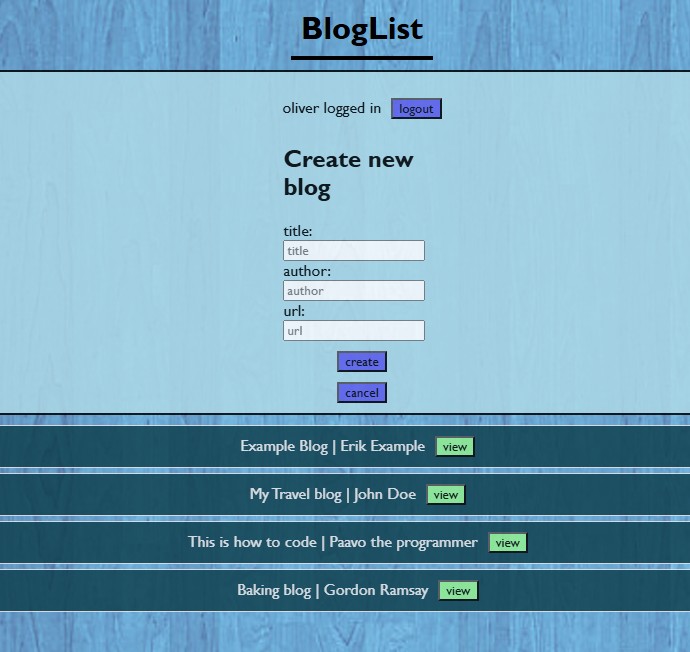 BlogList
oliver logged in logout
Create new
blog
title:
title
author:
author
url:
url
create
cancel
Example Blog | Erik Example view
My Travel blog | John Doe view
This is how to code | Paavo the programmer view
Baking blog | Gordon Ramsay view